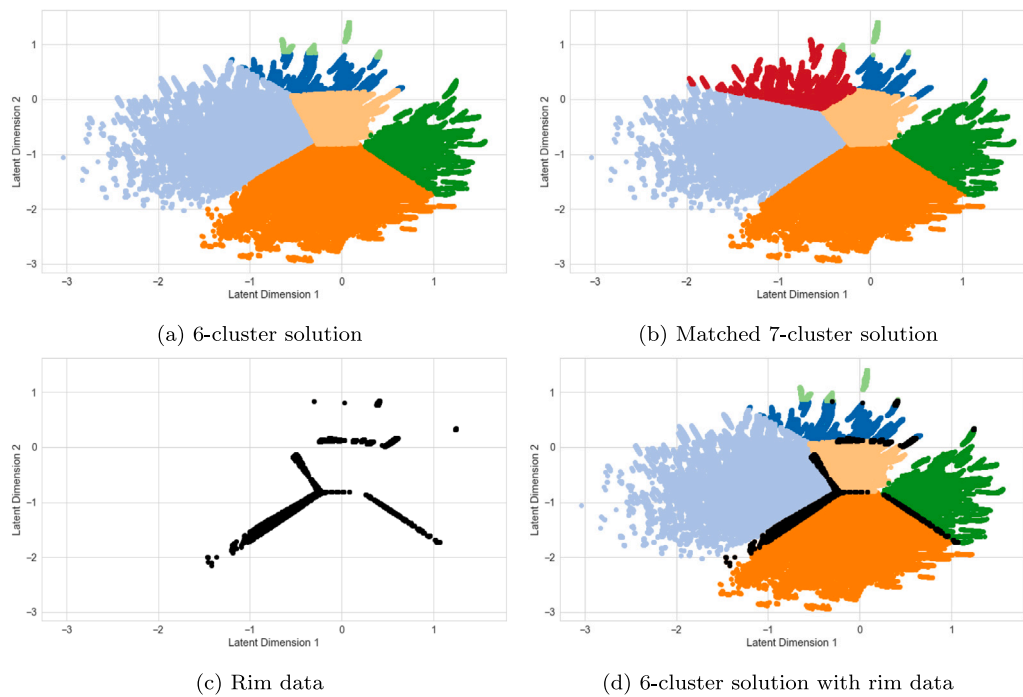 1
0
−1
−2
−3
Latent Dimension 2
−3 −2 −1 0 1
Latent Dimension 1
(a) 6-cluster solution
1
0
−1
−2
−3
Latent Dimension 2
−3 −2 −1 0 1
Latent Dimension 1
(b) Matched 7-cluster solution
1
0
−1
−2
−3
Latent Dimension 2
−3 −2 −1 0 1
Latent Dimension 1
(c) Rim data
1
0
−1
−2
−3
Latent Dimension 2
−3 −2 −1 0 1
Latent Dimension 1
(d) 6-cluster solution with rim data